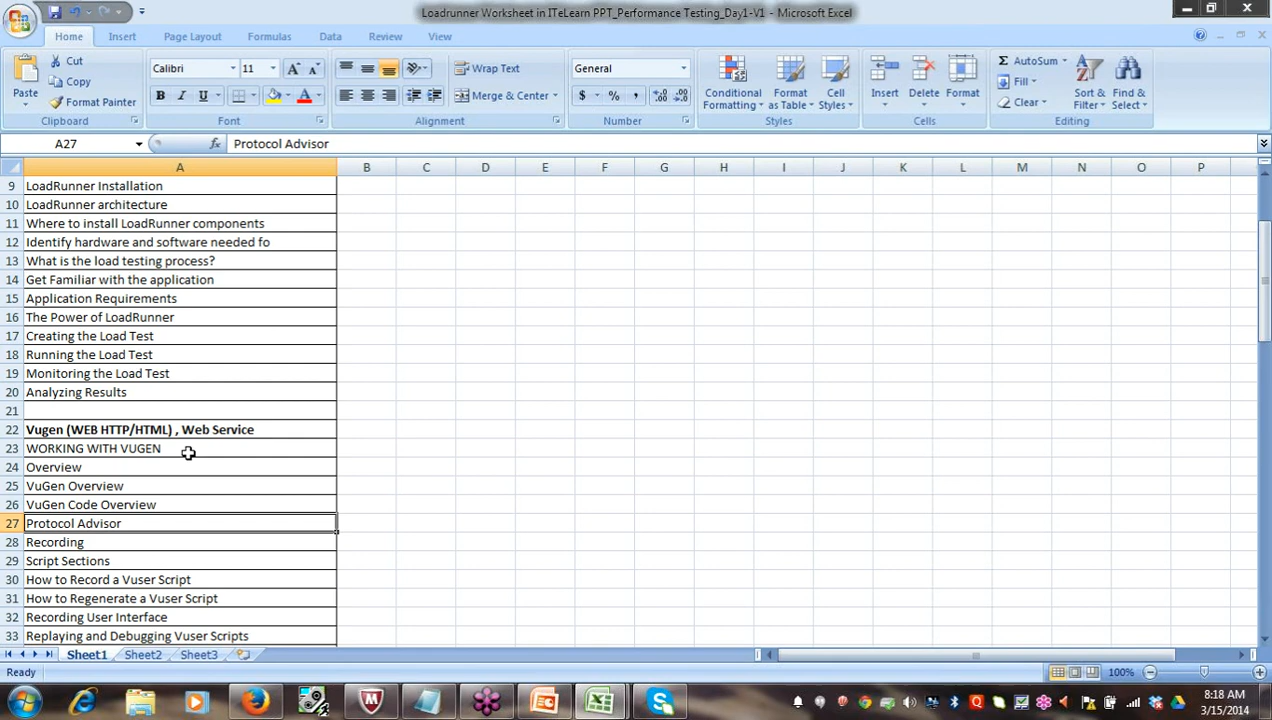 Loadrunner Worksheet in ITeLearn PPT_Performance Testing_Day1-V1 - Microsoft Excel
Home Insert Page Layout Formulas Data Review View
Paste
Cut
Copy
Format Painter
Clipboard
Calibri 11
B I U
Font
Wrap Text
Merge & Center
Alignment
General
$ % ,
Number
Conditional Formatting
Format as Table
Cell Styles
Styles
Insert Delete Format
Cells
AutoSum
Fill
Clear
Sort & Filter
Find & Select
Editing
A27 fx Protocol Advisor
A B C D E F G H I J K L M N O P
9 LoadRunner Installation
10 LoadRunner architecture
11 Where to install LoadRunner components
12 Identify hardware and software needed fo
13 What is the load testing process?
14 Get Familiar with the application
15 Application Requirements
16 The Power of LoadRunner
17 Creating the Load Test
18 Running the Load Test
19 Monitoring the Load Test
20 Analyzing Results
21
22 Vugen (WEB HTTP/HTML) , Web Service
23 WORKING WITH VUGEN
24 Overview
25 VuGen Overview
26 VuGen Code Overview
27 Protocol Advisor
28 Recording
29 Script Sections
30 How to Record a Vuser Script
31 How to Regenerate a Vuser Script
32 Recording User Interface
33 Replaying and Debugging Vuser Scripts
Sheet1 Sheet2 Sheet3
Ready 100%
8:18 AM
3/15/2014